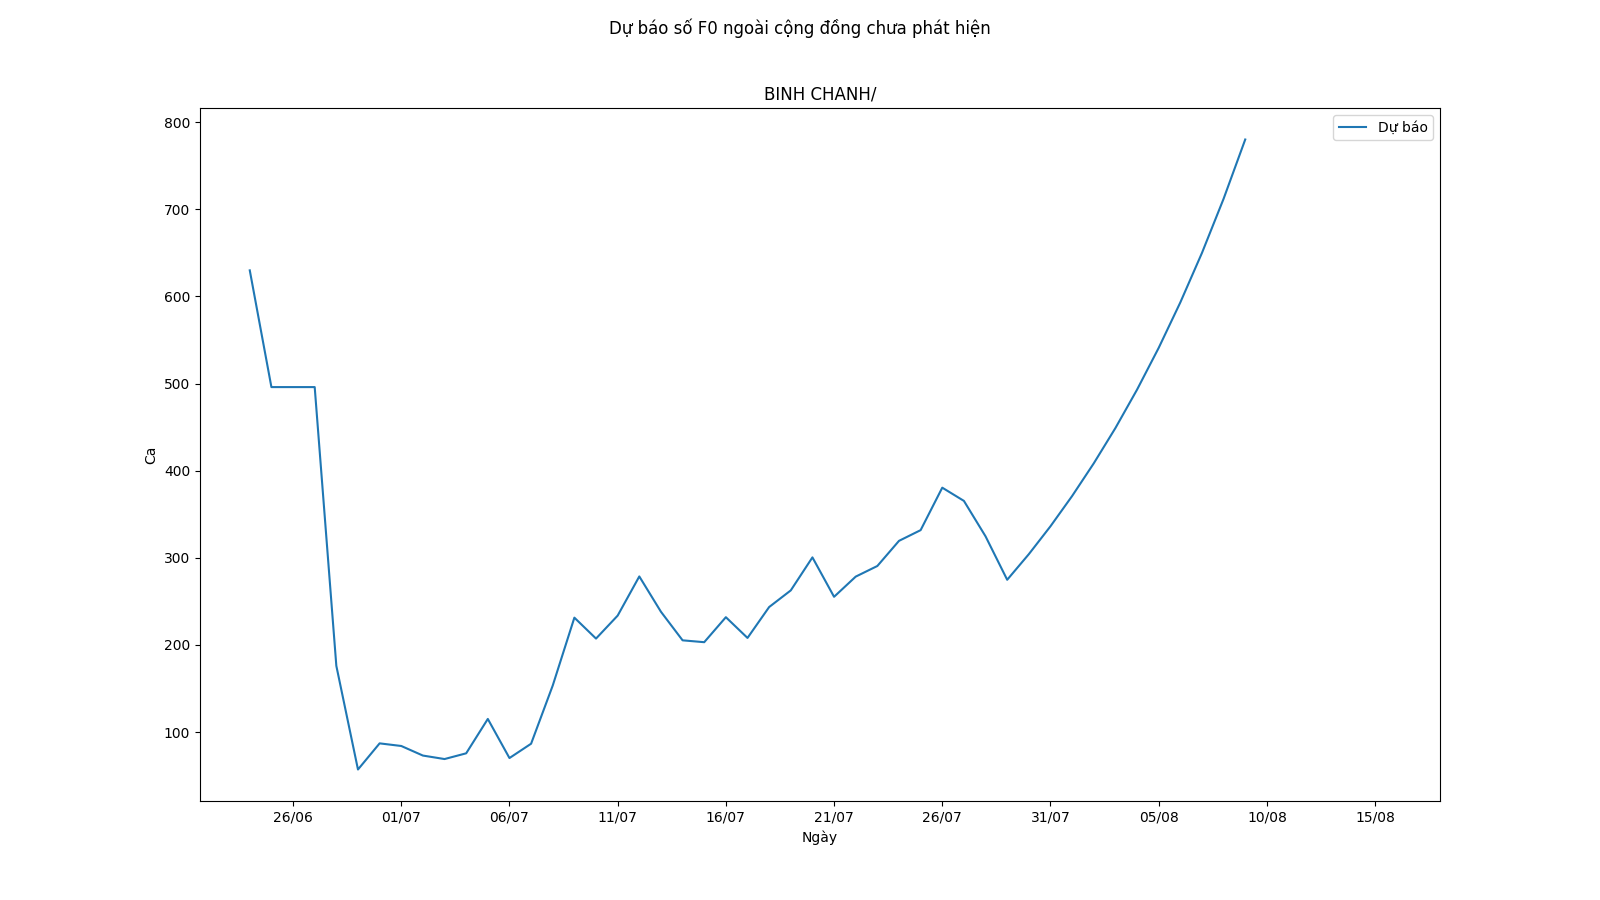 Dự báo số F0 ngoài cộng đồng chưa phát hiện
BINH CHANH/
Dự báo
800
700
600
500
400
300
200
100
Ca
26/06 01/07 06/07 11/07 16/07 21/07 26/07 31/07 05/08 10/08 15/08
Ngày